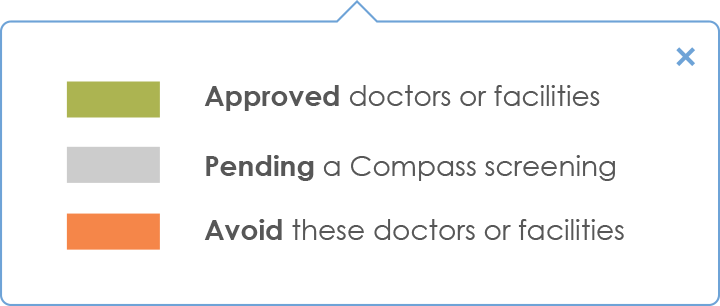 Approved doctors or facilities
Pending a Compass screening
Avoid these doctors or facilities